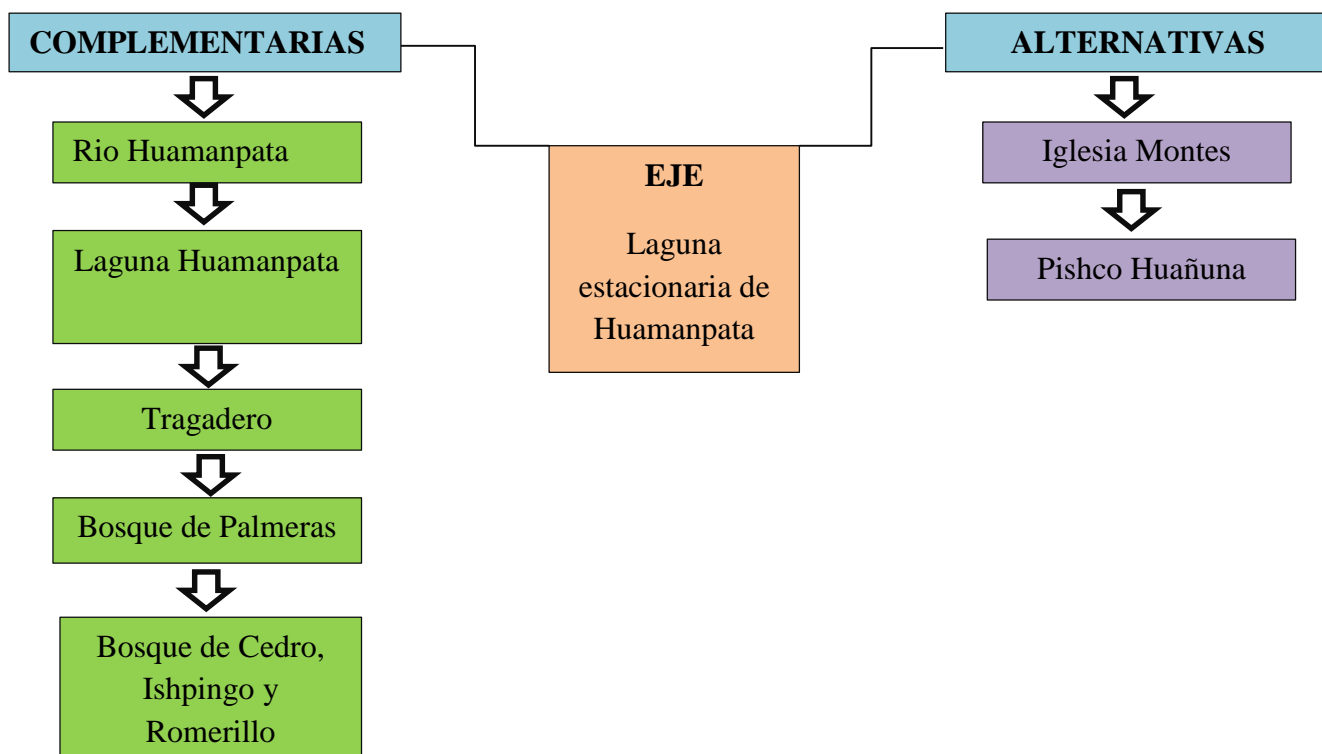 COMPLEMENTARIAS
Rio Huamanpata
Laguna Huamanpata
Tragadero
Bosque de Palmeras
Bosque de Cedro,
Ishpingo y
Romerillo
EJE
Laguna
estacionaria de
Huamanpata
ALTERNATIVAS
Iglesia Montes
Pishco Huañuna